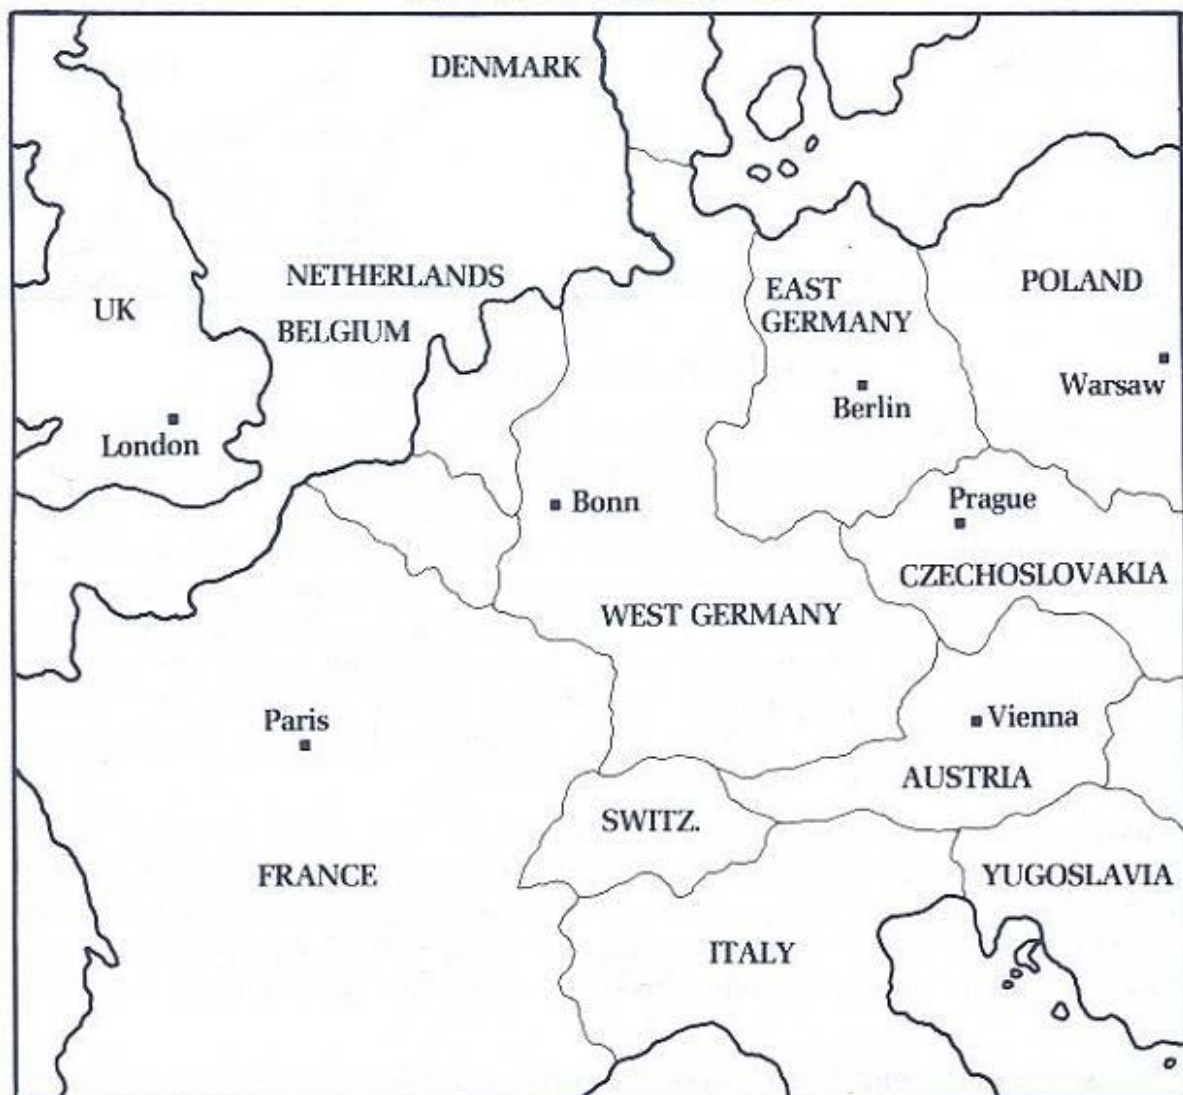 DENMARK
NETHERLANDS
BELGIUM
UK
EAST
GERMANY
POLAND
Warsaw
Berlin
London
Bonn
Prague
CZECHOSLOVAKIA
WEST GERMANY
Paris
Vienna
AUSTRIA
SWITZ.
FRANCE
YUGOSLAVIA
ITALY